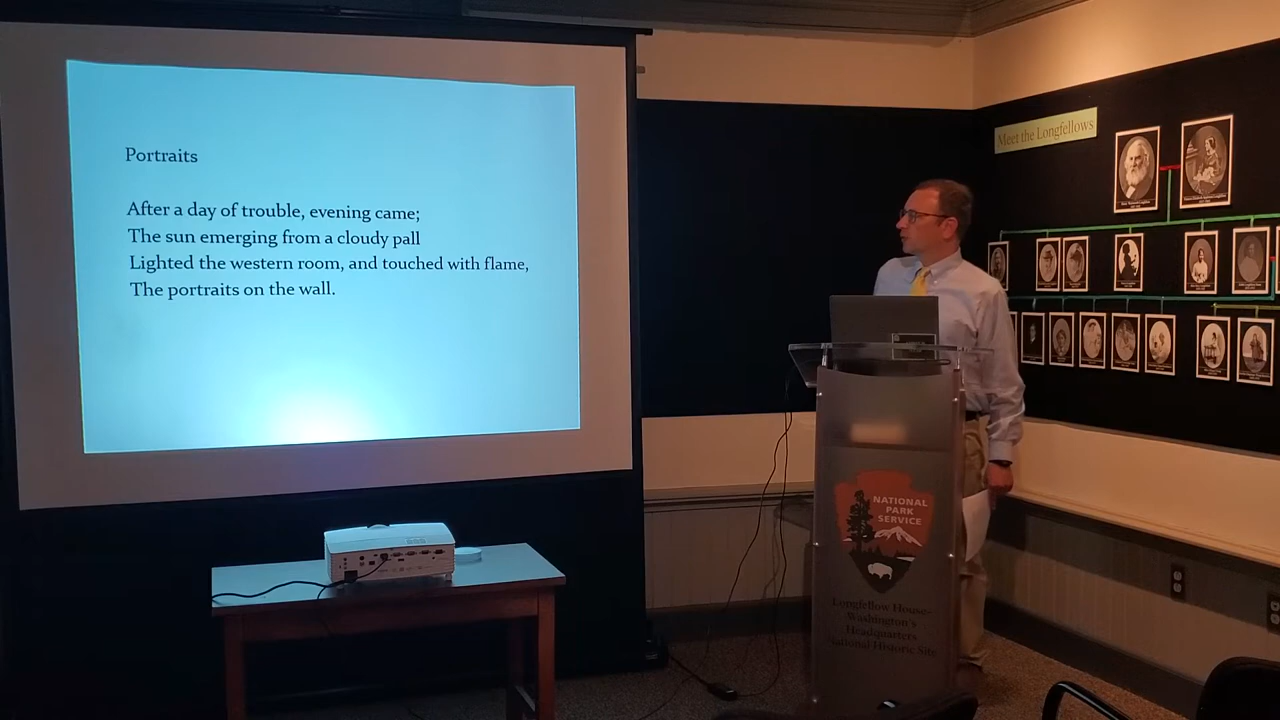 Portraits
After a day of trouble, evening came;
The sun emerging from a cloudy pall
Lighted the western room, and touched with flame,
The portraits on the wall.
Meet the Longfellows
NATIONAL
PARK
SERVICE
Longfellow House-
Washington's
Headquarters
National Historic Site